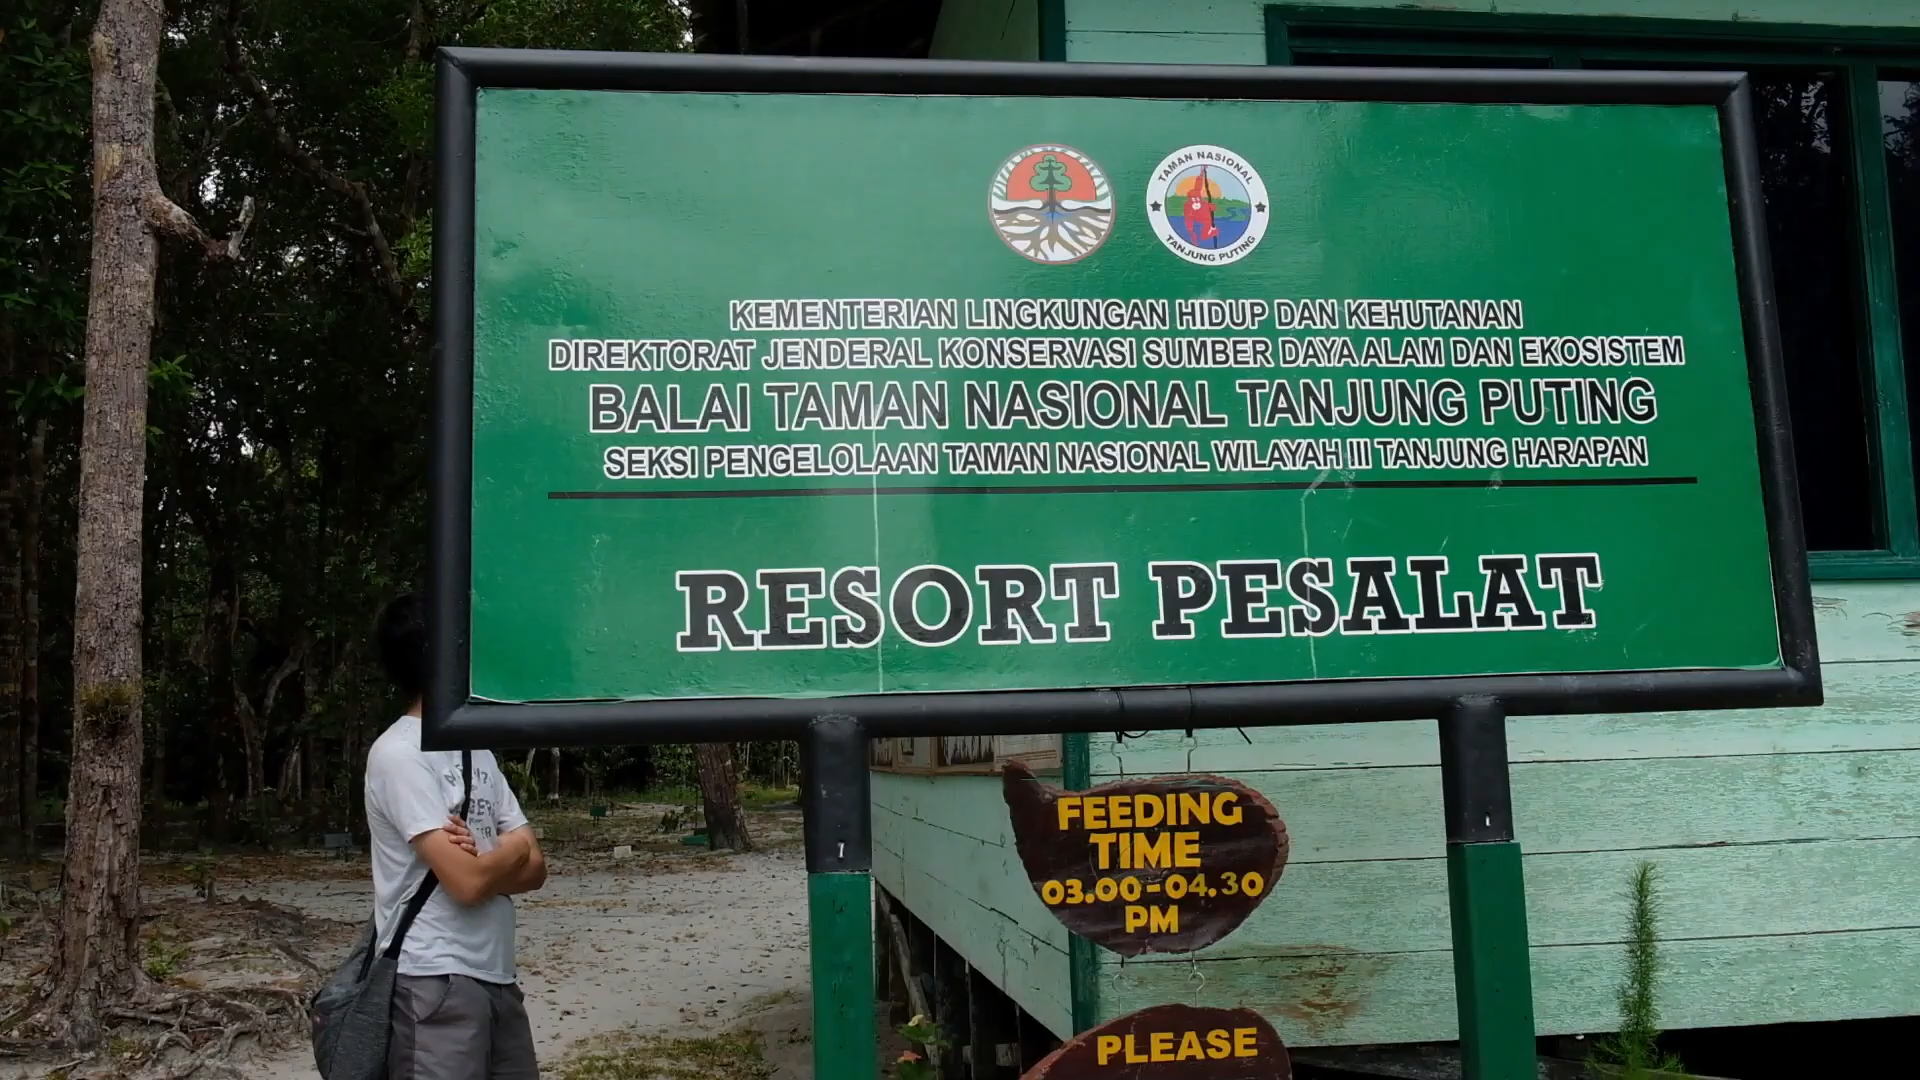 TAMAN NASIONAL
TANJUNG PUTING
KEMENTERIAN LINGKUNGAN HIDUP DAN KEHUTANAN
DIREKTORAT JENDERAL KONSERVASI SUMBER DAYA ALAM DAN EKOSISTEM
BALAI TAMAN NASIONAL TANJUNG PUTING
SEKSI PENGELOLAAN TAMAN NASIONAL WILAYAH III TANJUNG HARAPAN
RESORT PESALAT
FEEDING
TIME
03.00-04.30
PM
PLEASE